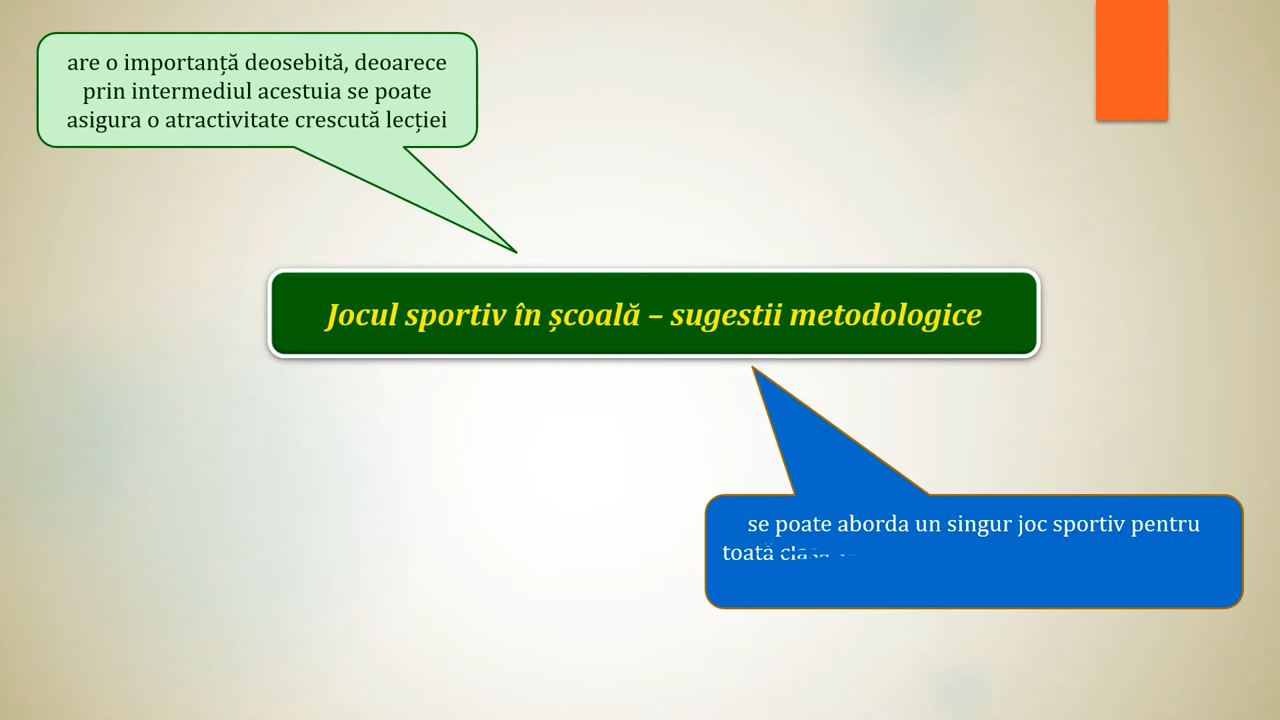 are o importanță deosebită, deoarece
prin intermediul acestuia se poate
asigura o atractivitate crescută lecției
Jocul sportiv în școală – sugestii metodologice
se poate aborda un singur joc sportiv pentru
toată